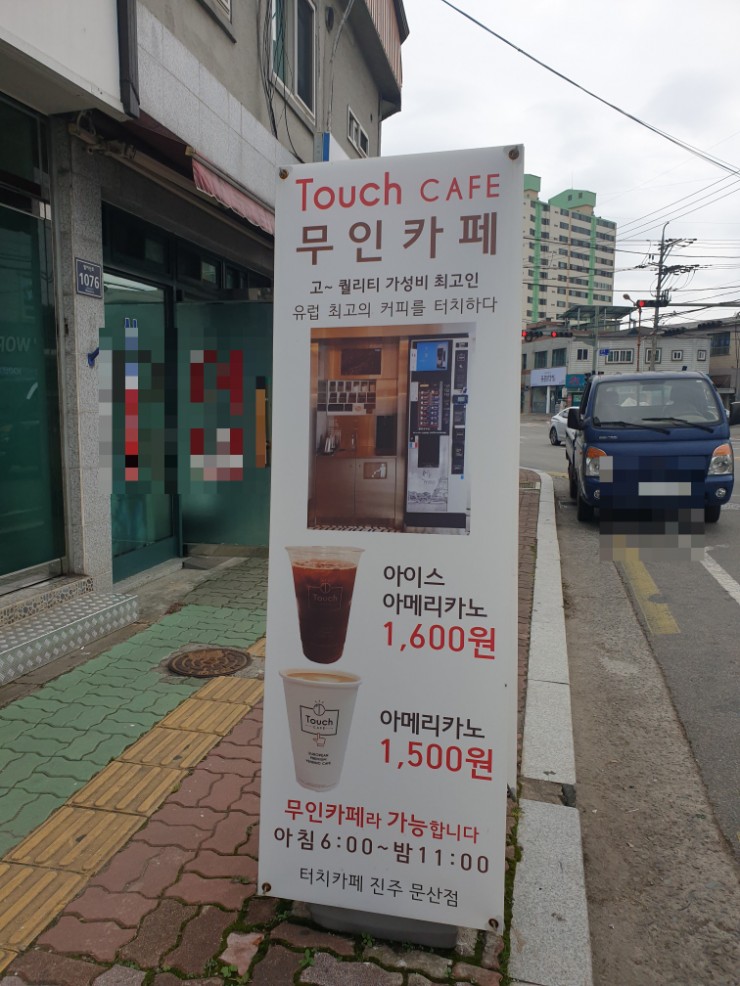 Touch CAFE
무인카페
고~ 퀄리티 가성비 최고인
유럽 최고의 커피를 터치하다
아이스
아메리카노
1,600원
Touch
아메리카노
1,500원
Touch
CAFE
무인카페라 가능합니다
아침 6:00~밤 11:00
터치카페 진주 문산점
1076